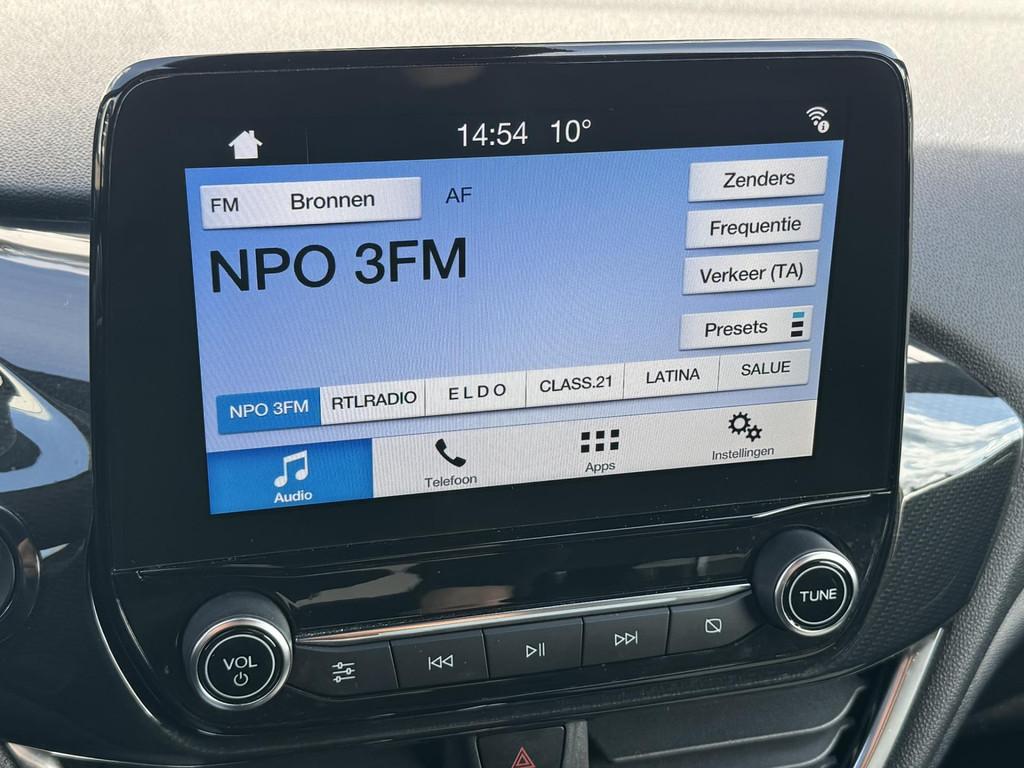 14:54 10°
FM Bronnen AF
Zenders
NPO 3FM
Frequentie
Verkeer (TA)
Presets
NPO 3FM RTLRADIO E L D O CLASS.21 LATINA SALUE
Audio Telefoon Apps Instellingen
VOL TUNE